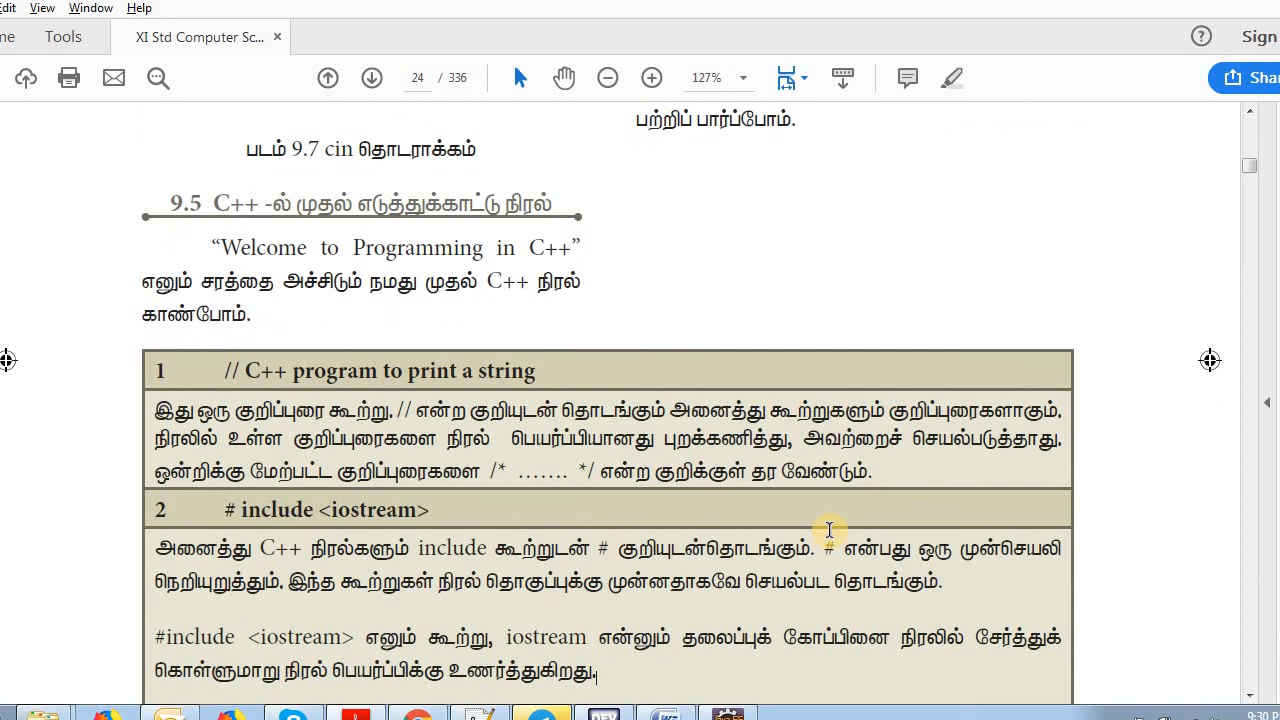 Edit View Window Help
me Tools XI Std Computer Sc... × ? Sign
24 / 336 127% Shar
பற்றிப் பார்ப்போம்.
படம் 9.7 cin தொடராக்கம்
9.5 C++ -ல் முதல் எடுத்துக்காட்டு நிரல்
“Welcome to Programming in C++”
எனும் சரத்தை அச்சிடும் நமது முதல் C++ நிரல்
காண்போம்.
1 // C++ program to print a string
இது ஒரு குறிப்புரை கூற்று. // என்ற குறியுடன் தொடங்கும் அனைத்து கூற்றுகளும் குறிப்புரைகளாகும்.
நிரலில் உள்ள குறிப்புரைகளை நிரல் பெயர்ப்பியானது புறக்கணித்து, அவற்றைச் செயல்படுத்தாது.
ஒன்றிக்கு மேற்பட்ட குறிப்புரைகளை /* ……. */ என்ற குறிக்குள் தர வேண்டும்.
2 # include <iostream>
அனைத்து C++ நிரல்களும் include கூற்றுடன் # குறியுடன்தொடங்கும். # என்பது ஒரு முன்செயலி
நெறியுறுத்தும். இந்த கூற்றுகள் நிரல் தொகுப்புக்கு முன்னதாகவே செயல்பட தொடங்கும்.
#include <iostream> எனும் கூற்று, iostream என்னும் தலைப்புக் கோப்பினை நிரலில் சேர்த்துக்
கொள்ளுமாறு நிரல் பெயர்ப்பிக்கு உணர்த்துகிறது.
DEV
9:30 P